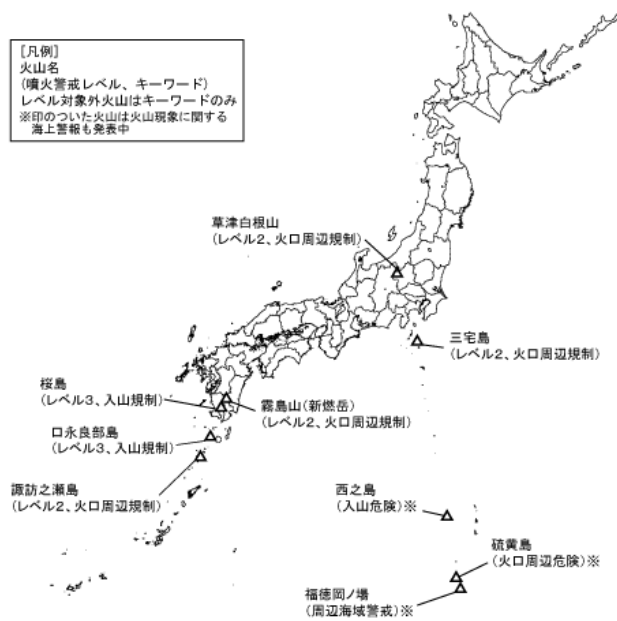 [凡例]
火山名
(噴火警戒レベル、キーワード)
レベル対象外火山はキーワードのみ
※印のついた火山は火山現象に関する
海上警報も発表中
草津白根山
(レベル2、火口周辺規制)
三宅島
(レベル2、火口周辺規制)
桜島
(レベル3、入山規制)
霧島山(新燃岳)
(レベル2、火口周辺規制)
口永良部島
(レベル3、入山規制)
諏訪之瀬島
(レベル2、火口周辺規制)
西之島
(入山危険)※
硫黄島
(火口周辺危険)※
福徳岡ノ場
(周辺海域警戒)※